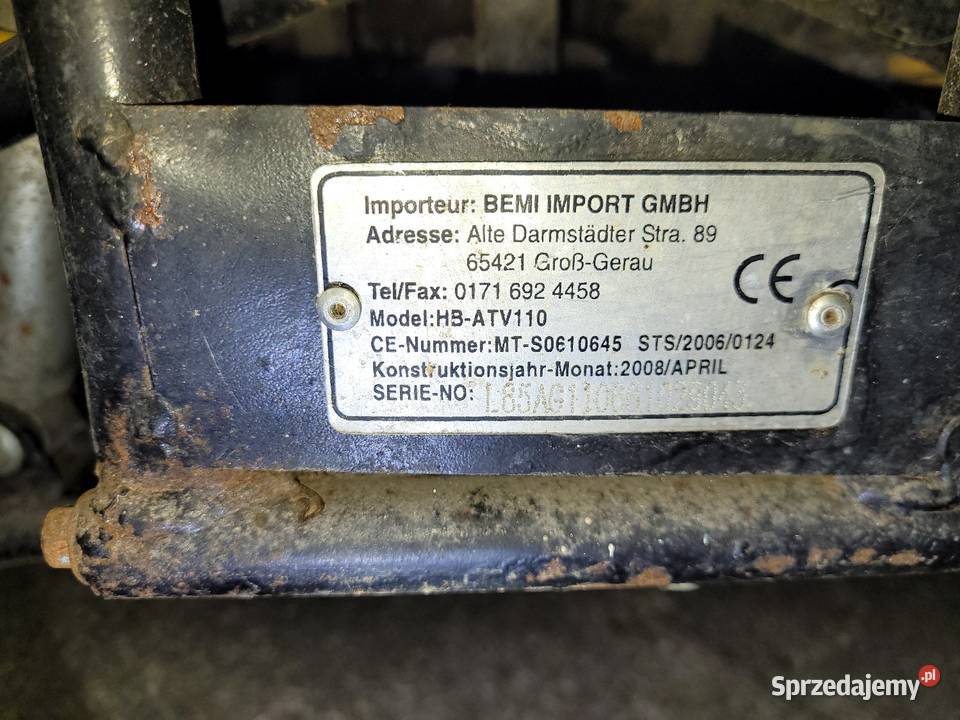 Importeur: BEMI IMPORT GMBH
Adresse: Alte Darmstädter Stra. 89
65421 Groß-Gerau
CE
Tel/Fax: 0171 692 4458
Model:HB-ATV110
CE-Nummer:MT-S0610645 STS/2006/0124
Konstruktionsjahr-Monat:2008/APRIL
SERIE-NO:
Sprzedajemy.pl